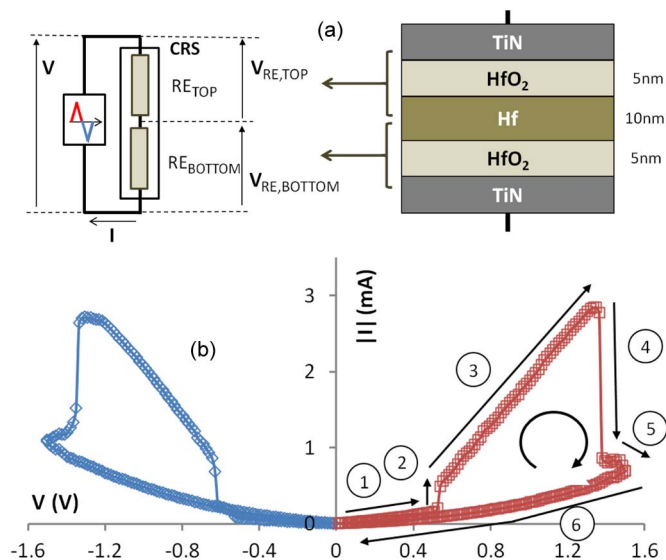 (a)
V
CRS
RE_TOP
RE_BOTTOM
V_RE,TOP
V_RE,BOTTOM
I
TiN
HfO₂
5nm
Hf
10nm
HfO₂
5nm
TiN
(b)
|I| (mA)
3
2
1
0
1
2
3
4
5
6
V (V)
-1.6
-1.2
-0.8
-0.4
0
0.4
0.8
1.2
1.6